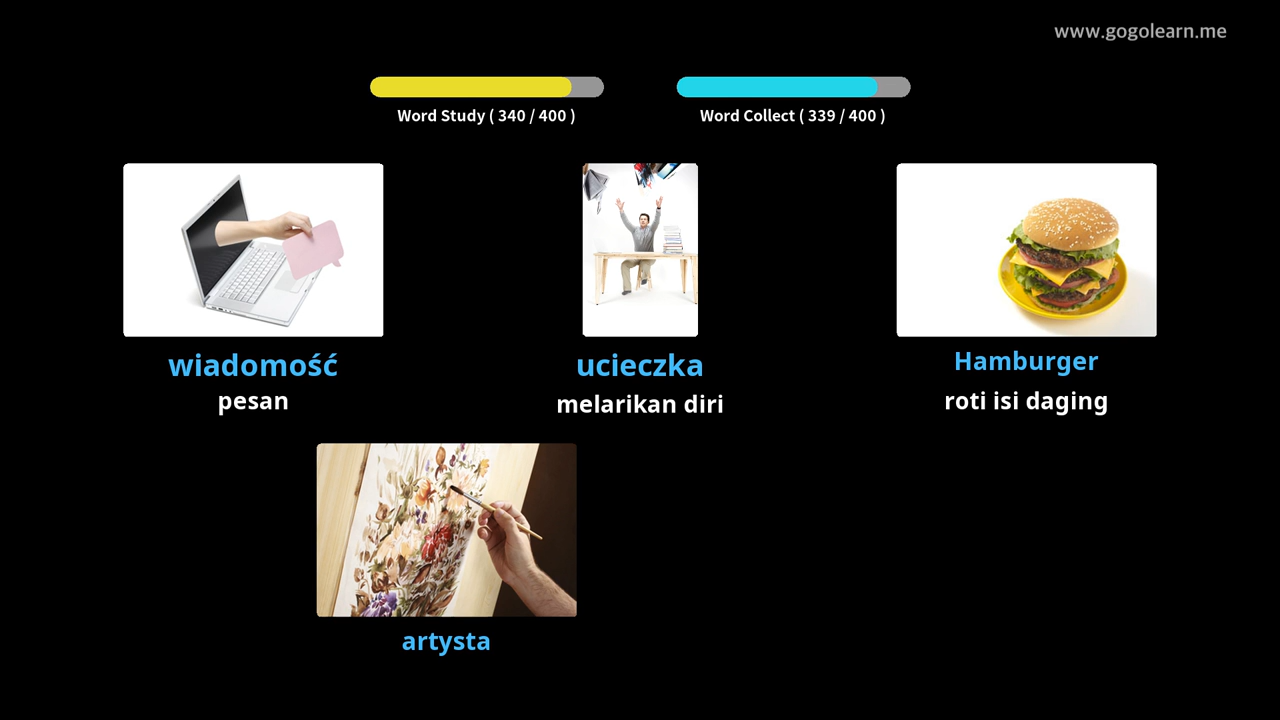 www.gogolearn.me
Word Study ( 340 / 400 )
Word Collect ( 339 / 400 )
wiadomość
pesan
ucieczka
melarikan diri
Hamburger
roti isi daging
artysta